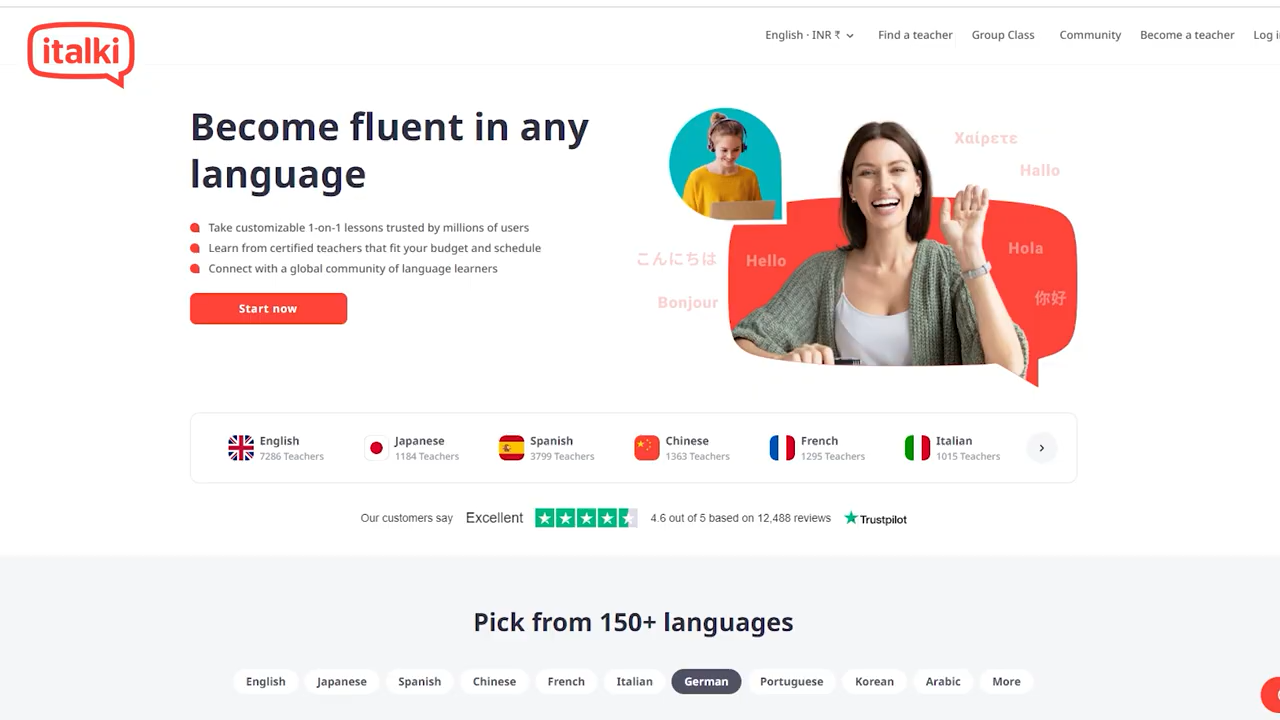 italki
English · INR ₹
Find a teacher
Group Class
Community
Become a teacher
Log
Become fluent in any
language
Take customizable 1-on-1 lessons trusted by millions of users
Learn from certified teachers that fit your budget and schedule
Connect with a global community of language learners
Start now
Χαίρετε
Hallo
こんにちは
Hello
Hola
Bonjour
你好
English
7286 Teachers
Japanese
1184 Teachers
Spanish
3799 Teachers
Chinese
1363 Teachers
French
1295 Teachers
Italian
1015 Teachers
Our customers say Excellent 4.6 out of 5 based on 12,488 reviews Trustpilot
Pick from 150+ languages
English
Japanese
Spanish
Chinese
French
Italian
German
Portuguese
Korean
Arabic
More